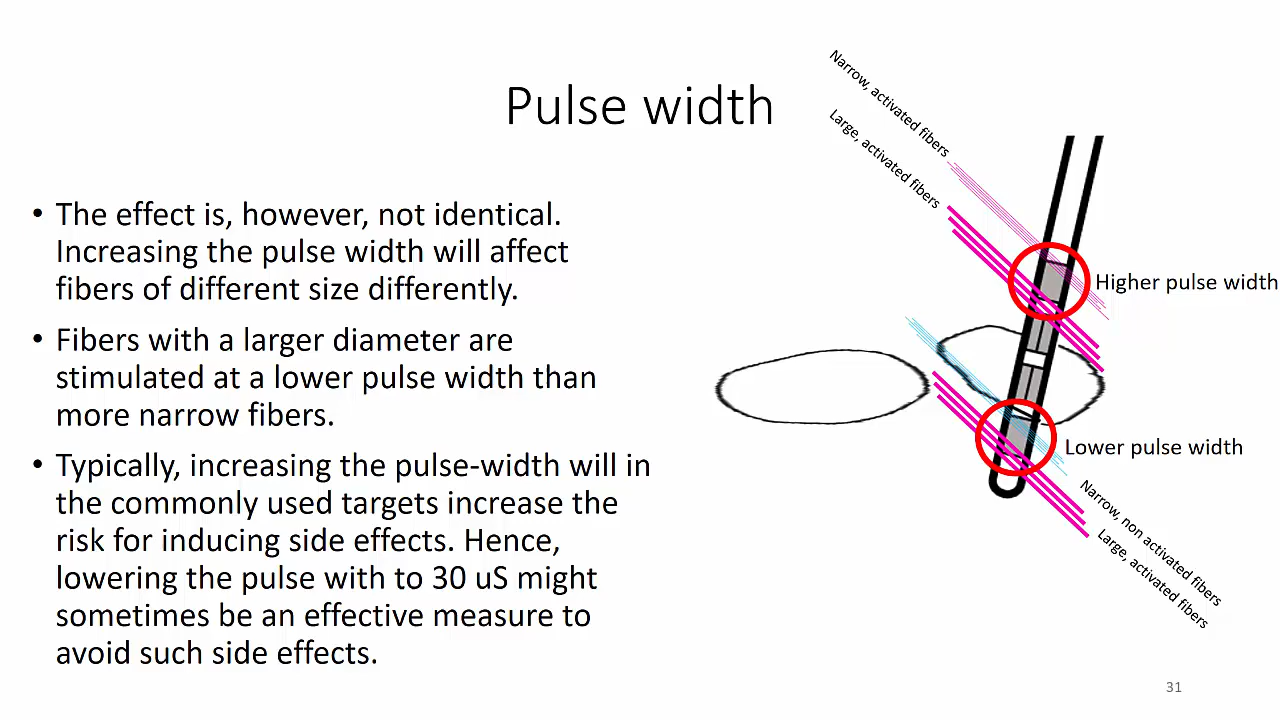 Pulse width
• The effect is, however, not identical.
Increasing the pulse width will affect
fibers of different size differently.
• Fibers with a larger diameter are
stimulated at a lower pulse width than
more narrow fibers.
• Typically, increasing the pulse-width will in
the commonly used targets increase the
risk for inducing side effects. Hence,
lowering the pulse with to 30 uS might
sometimes be an effective measure to
avoid such side effects.
Narrow, activated fibers
Large, activated fibers
Higher pulse width
Lower pulse width
Narrow, non activated fibers
Large, activated fibers
31